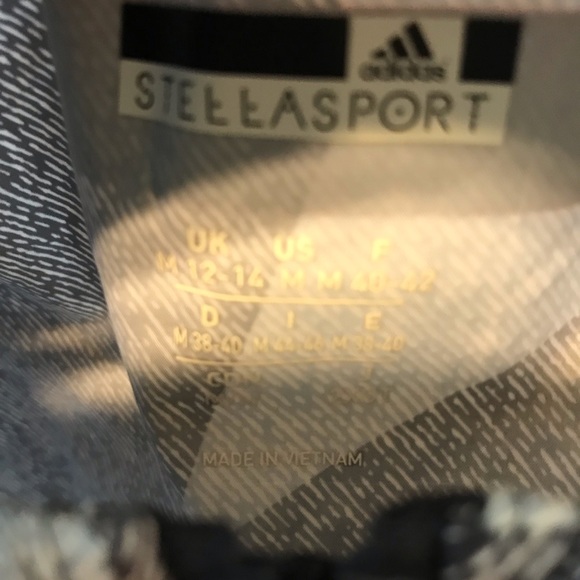 adidas
STELLASPORT
UK US F
M 12-14 M M 40-42
D I E
M 38-40 M 44-46 M 38-40
MADE IN VIETNAM